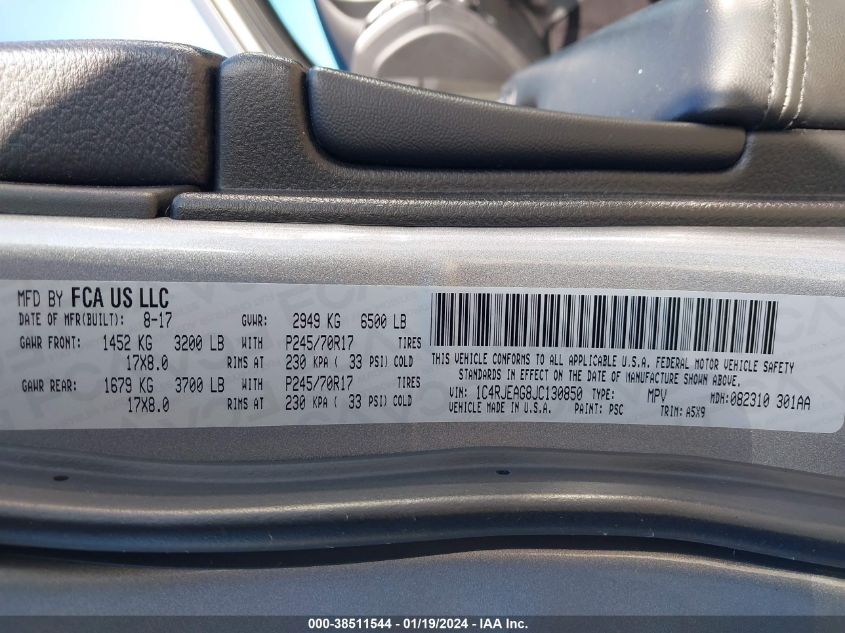 MFD BY FCA US LLC
DATE OF MFR(BUILT): 8-17 GVWR: 2949 KG 6500 LB
GAWR FRONT: 1452 KG 3200 LB WITH P245/70R17 TIRES
17X8.0 RIMS AT 230 KPA ( 33 PSI) COLD
GAWR REAR: 1679 KG 3700 LB WITH P245/70R17 TIRES
17X8.0 RIMS AT 230 KPA ( 33 PSI) COLD
THIS VEHICLE CONFORMS TO ALL APPLICABLE U.S.A. FEDERAL MOTOR VEHICLE SAFETY
STANDARDS IN EFFECT ON THE DATE OF MANUFACTURE SHOWN ABOVE.
VIN: 1C4RJEAG8JC130850 TYPE: MPV MDH: 082310 301AA
VEHICLE MADE IN U.S.A. PAINT: PSC TRIM: A5X9
000-38511544 - 01/19/2024 - IAA Inc.